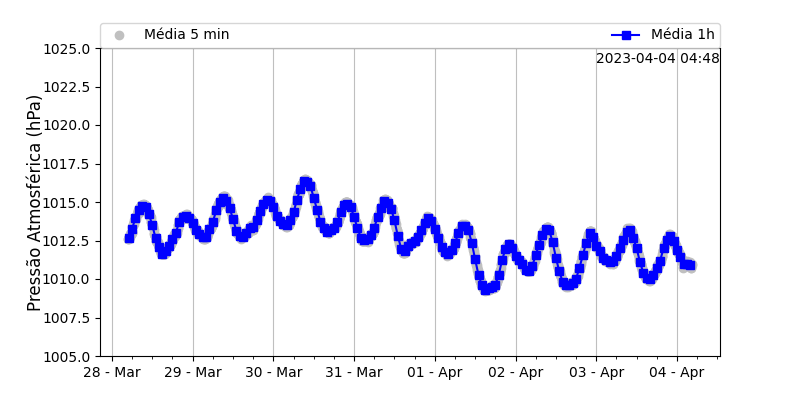 Média 5 min
Média 1h
2023-04-04 04:48
Pressão Atmosférica (hPa)
1025.0
1022.5
1020.0
1017.5
1015.0
1012.5
1010.0
1007.5
1005.0
28 - Mar
29 - Mar
30 - Mar
31 - Mar
01 - Apr
02 - Apr
03 - Apr
04 - Apr